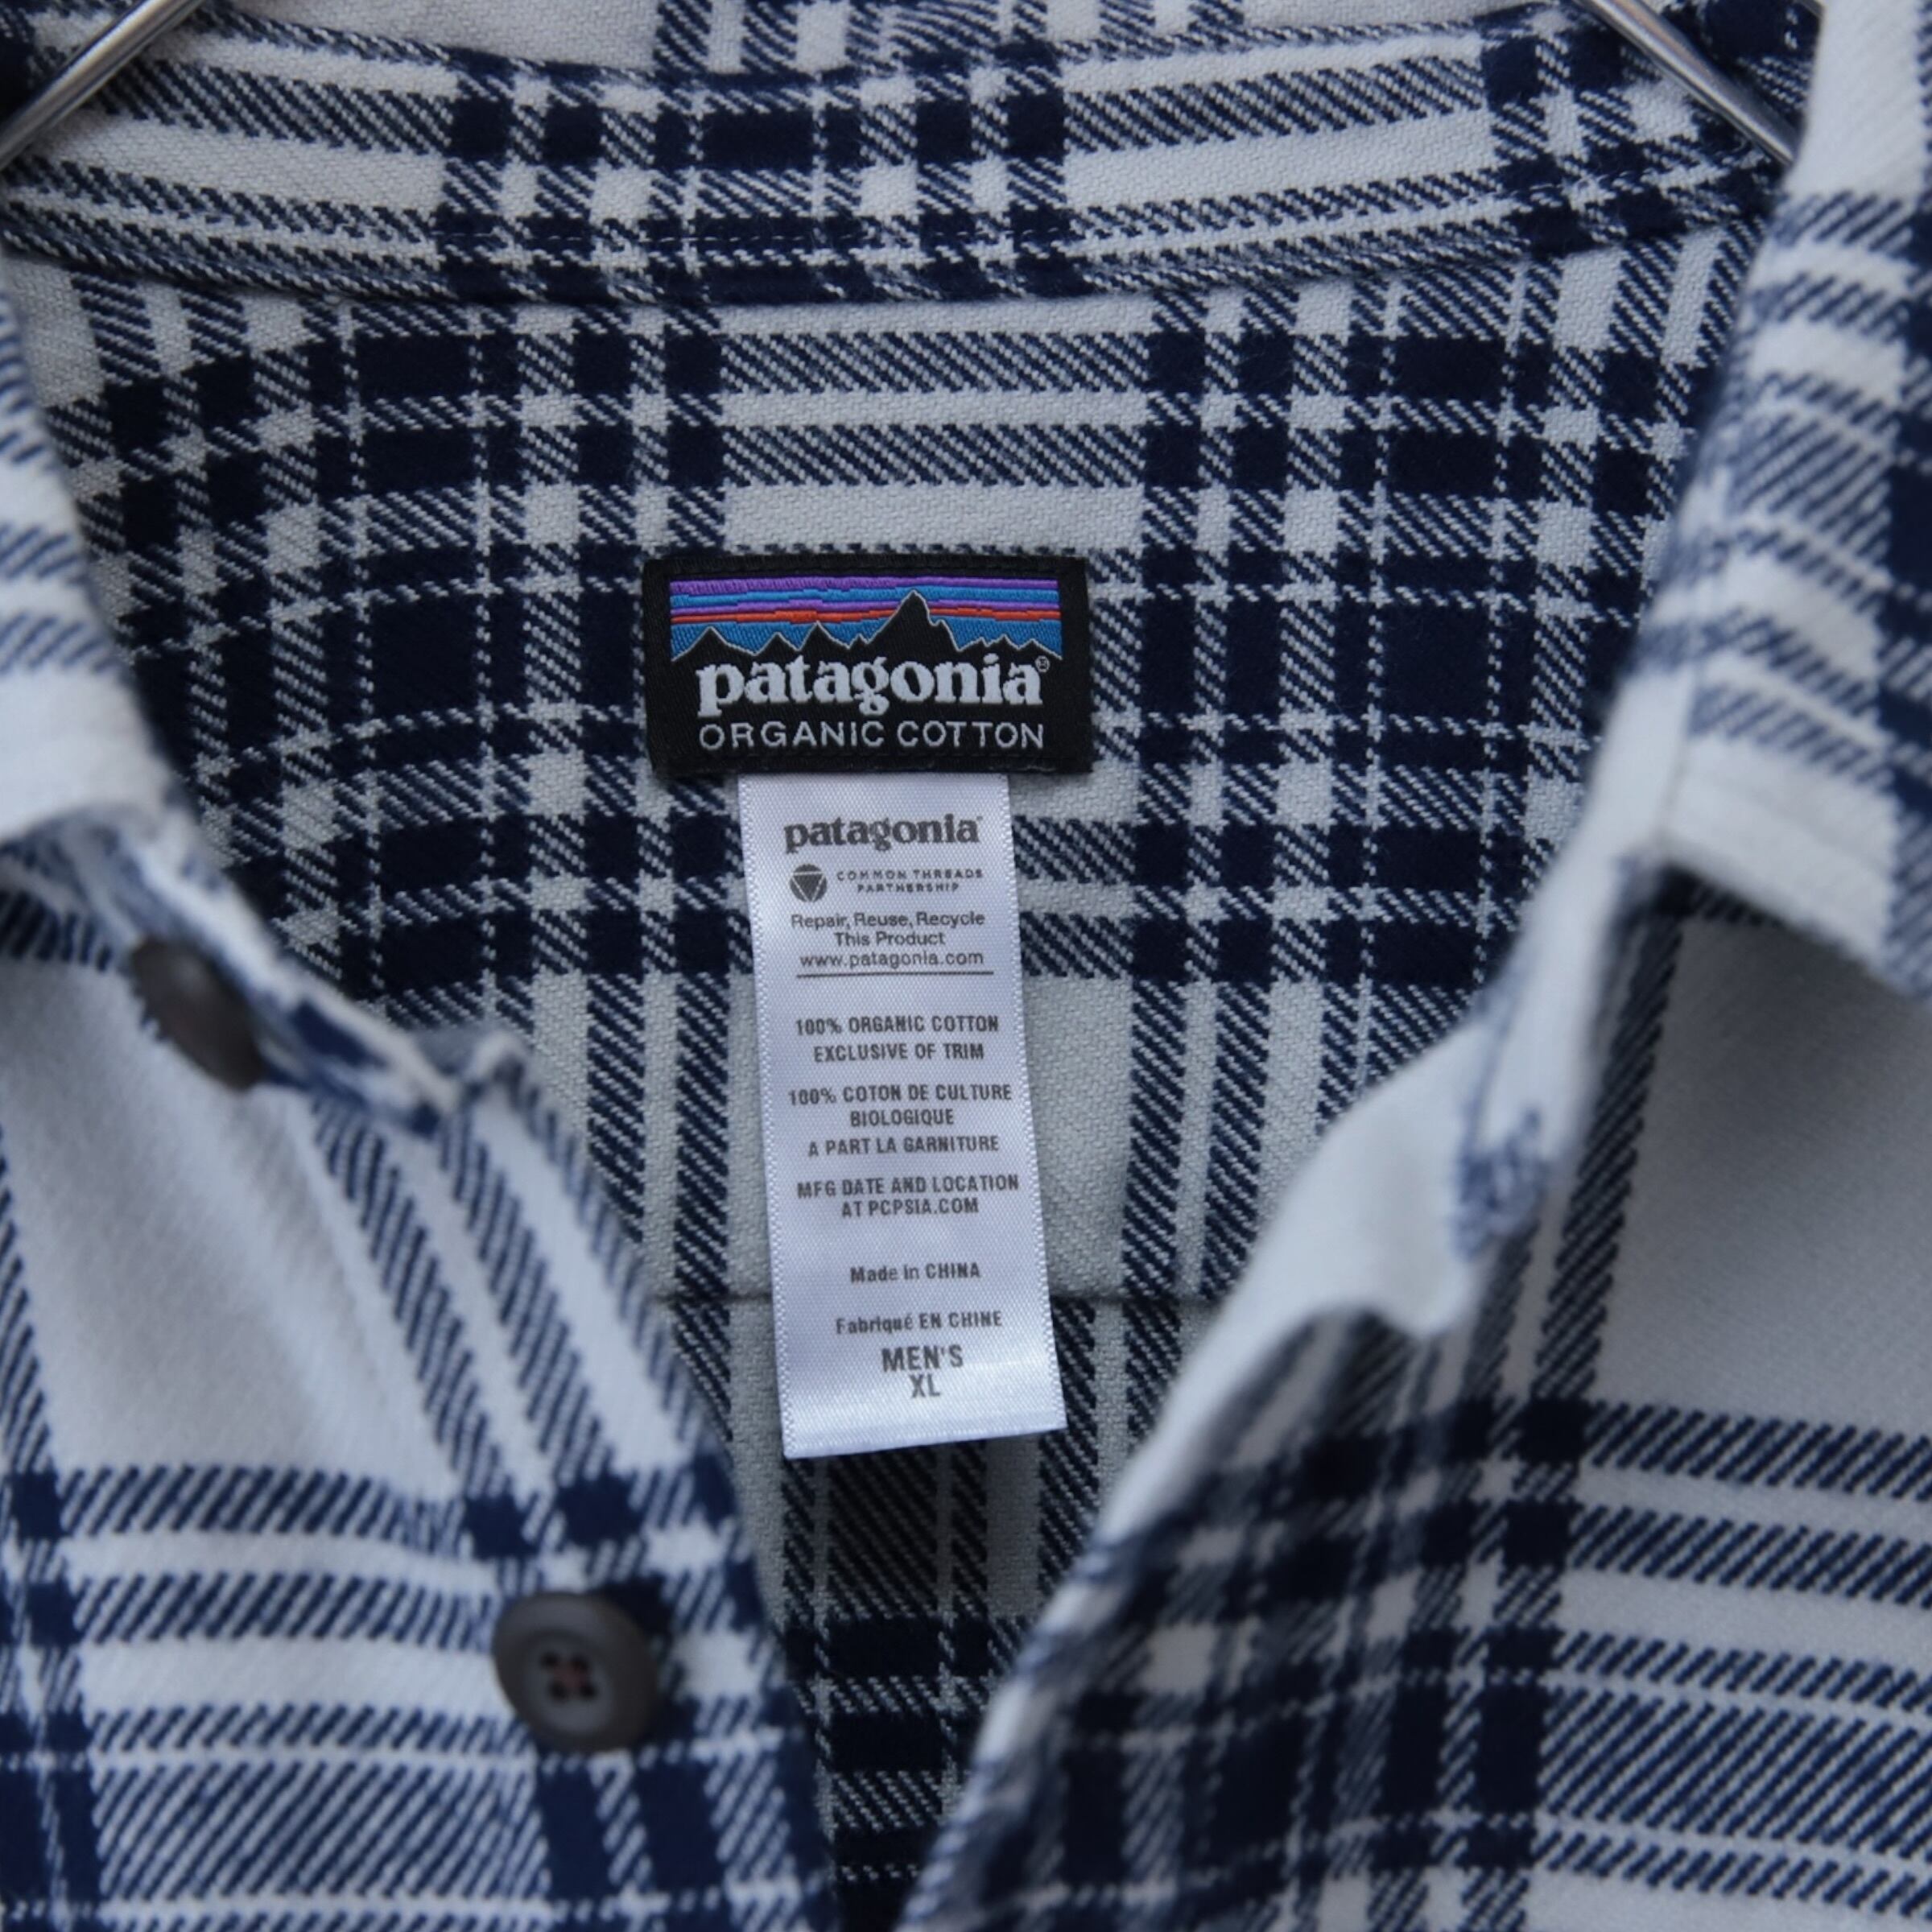 patagonia®
ORGANIC COTTON
patagonia®
COMMON THREADS
PARTNERSHIP
Repair, Reuse, Recycle
This Product
www.patagonia.com
100% ORGANIC COTTON
EXCLUSIVE OF TRIM
100% COTON DE CULTURE
BIOLOGIQUE
A PART LA GARNITURE
MFG DATE AND LOCATION
AT PCPSIA.COM
Made in CHINA
Fabriqué EN CHINE
MEN'S
XL